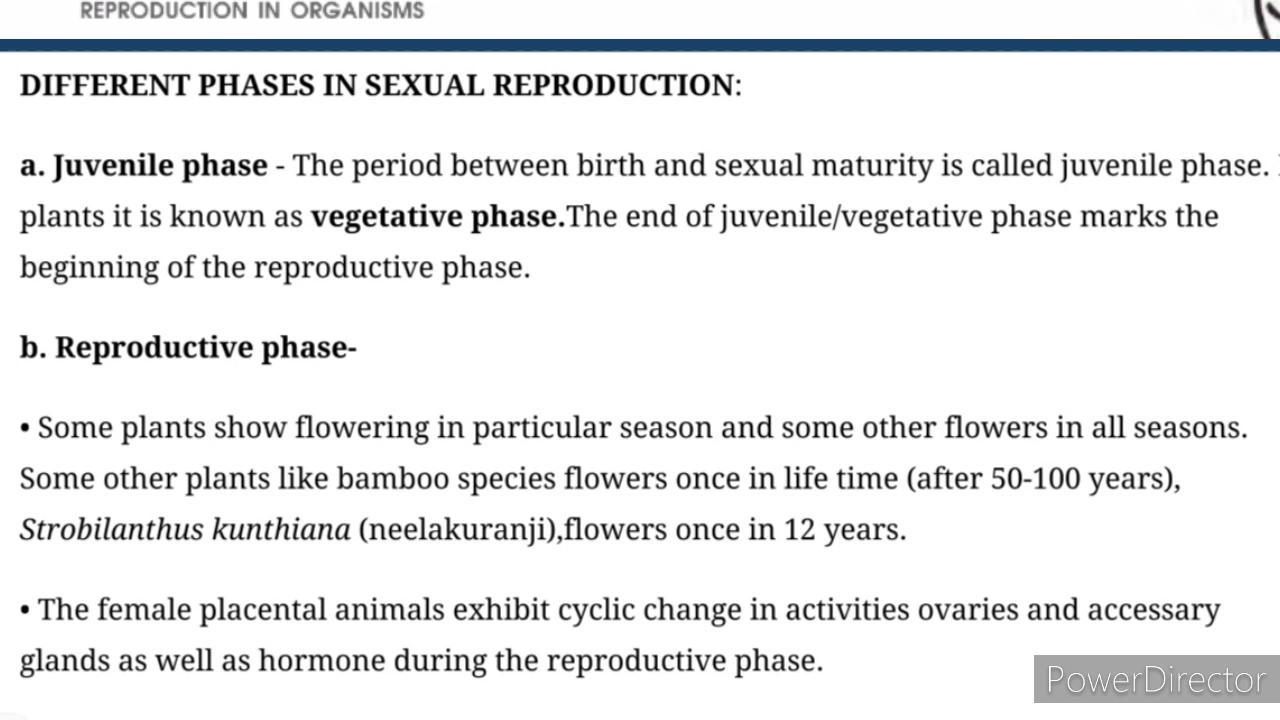 REPRODUCTION IN ORGANISMS
DIFFERENT PHASES IN SEXUAL REPRODUCTION:
a. Juvenile phase - The period between birth and sexual maturity is called juvenile phase.
plants it is known as vegetative phase.The end of juvenile/vegetative phase marks the
beginning of the reproductive phase.
b. Reproductive phase-
• Some plants show flowering in particular season and some other flowers in all seasons.
Some other plants like bamboo species flowers once in life time (after 50-100 years),
Strobilanthus kunthiana (neelakuranji),flowers once in 12 years.
• The female placental animals exhibit cyclic change in activities ovaries and accessary
glands as well as hormone during the reproductive phase.
PowerDirector